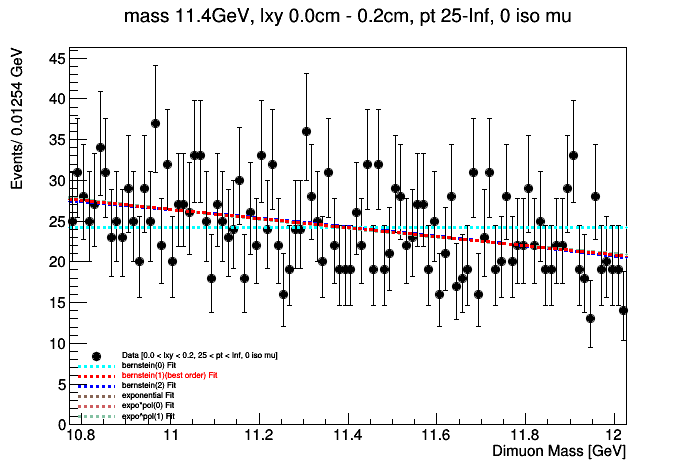 mass 11.4GeV, lxy 0.0cm - 0.2cm, pt 25-Inf, 0 iso mu
Events/ 0.01254 GeV
45
40
35
30
25
20
15
10
5
0
Data [0.0 < lxy < 0.2, 25 < pt < Inf, 0 iso mu]
bernstein(0) Fit
bernstein(1)(best order) Fit
bernstein(2) Fit
exponential Fit
expo*pol(0) Fit
expo*pol(1) Fit
10.8 11 11.2 11.4 11.6 11.8 12
Dimuon Mass [GeV]